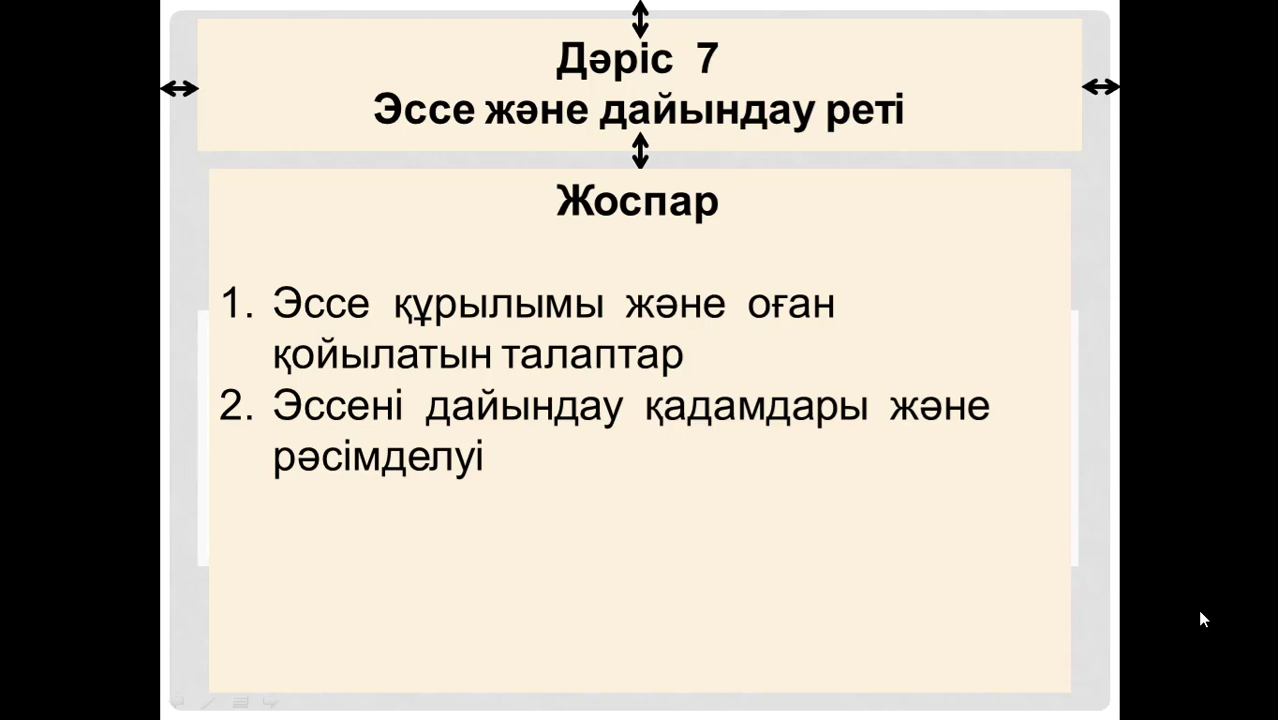 Дәріс 7
Эссе және дайындау реті
Жоспар
1. Эссе құрылымы және оған
қойылатын талаптар
2. Эссені дайындау қадамдары және
рәсімделуі